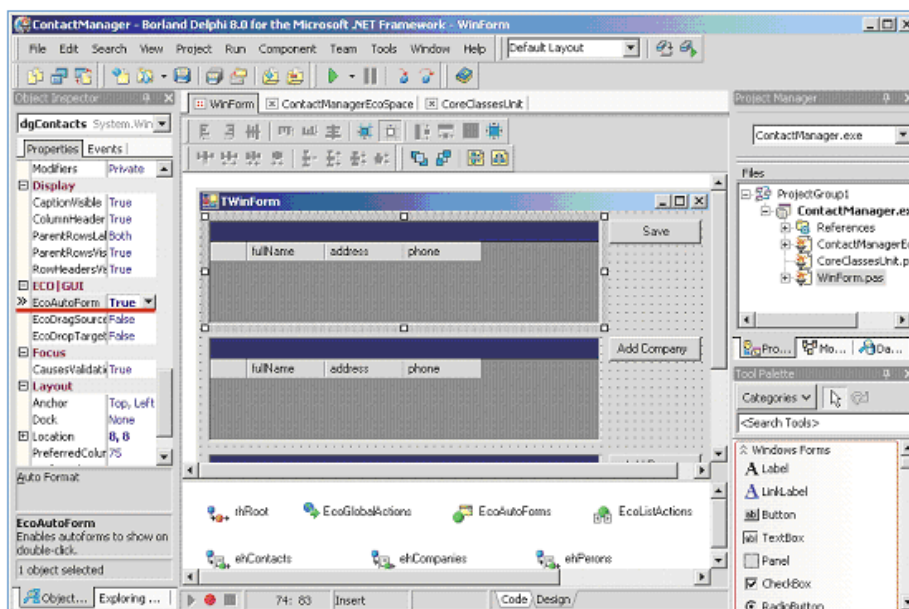 ContactManager - Borland Delphi 8.0 for the Microsoft .NET Framework - WinForm
File Edit Search View Project Run Component Team Tools Window Help Default Layout
Object Inspector
dgContacts System.Win
Properties Events
Modifiers Private
Display
CaptionVisible True
ColumnHeader True
ParentRowsLal Both
ParentRowsVis True
RowHeadersVi True
ECO|GUI
EcoAutoForm True
EcoDragSource False
EcoDropTarget False
Focus
CausesValidati True
Layout
Anchor Top, Left
Dock None
Location 8, 8
PreferredColur 75
Auto Format
EcoAutoForm
Enables autoforms to show on
double-click.
1 object selected
Object... Exploring ...
WinForm ContactManagerEcoSpace CoreClassesUnit
TWinForm
fullName address phone
Save
fullName address phone
Add Company
rhRoot EcoGlobalActions EcoAutoForms EcoListActions
ehContacts ehCompanies ehPerons
74: 83 Insert Code Design
Project Manager
ContactManager.exe
Files
ProjectGroup1
ContactManager.ex
References
ContactManagerE
CoreClassesUnit.p
WinForm.pas
Pro... Mo... Da...
Tool Palette
Categories
<Search Tools>
Windows Forms
A Label
A LinkLabel
ab Button
abl TextBox
Panel
CheckBox
RadioButton